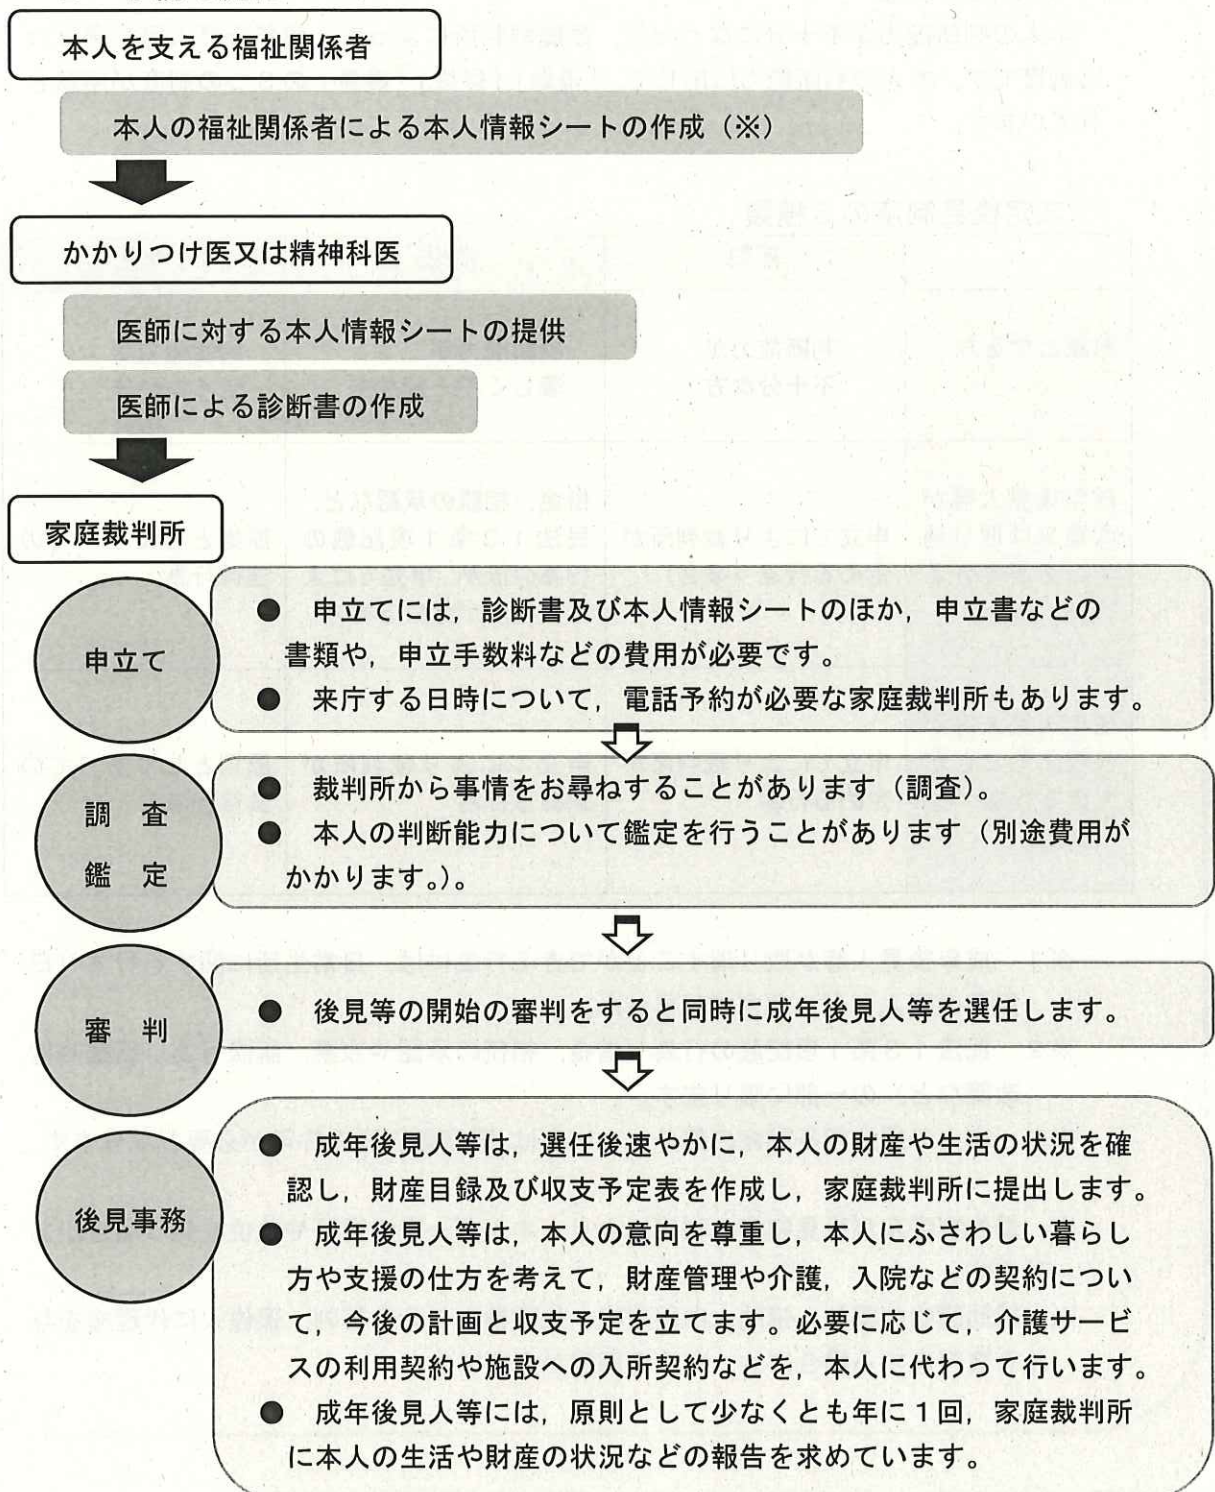 本人を支える福祉関係者
本人の福祉関係者による本人情報シートの作成（※）
かかりつけ医又は精神科医
医師に対する本人情報シートの提供
医師による診断書の作成
家庭裁判所
申立て
● 申立てには，診断書及び本人情報シートのほか，申立書などの
書類や，申立手数料などの費用が必要です。
● 来庁する日時について，電話予約が必要な家庭裁判所もあります。
調　査
鑑　定
● 裁判所から事情をお尋ねすることがあります（調査）。
● 本人の判断能力について鑑定を行うことがあります（別途費用が
かかります。）。
審　判
● 後見等の開始の審判をすると同時に成年後見人等を選任します。
後見事務
● 成年後見人等は，選任後速やかに，本人の財産や生活の状況を確
認し，財産目録及び収支予定表を作成し，家庭裁判所に提出します。
● 成年後見人等は，本人の意向を尊重し，本人にふさわしい暮らし
方や支援の仕方を考えて，財産管理や介護，入院などの契約につい
て，今後の計画と収支予定を立てます。必要に応じて，介護サービ
スの利用契約や施設への入所契約などを，本人に代わって行います。
● 成年後見人等には，原則として少なくとも年に１回，家庭裁判所
に本人の生活や財産の状況などの報告を求めています。